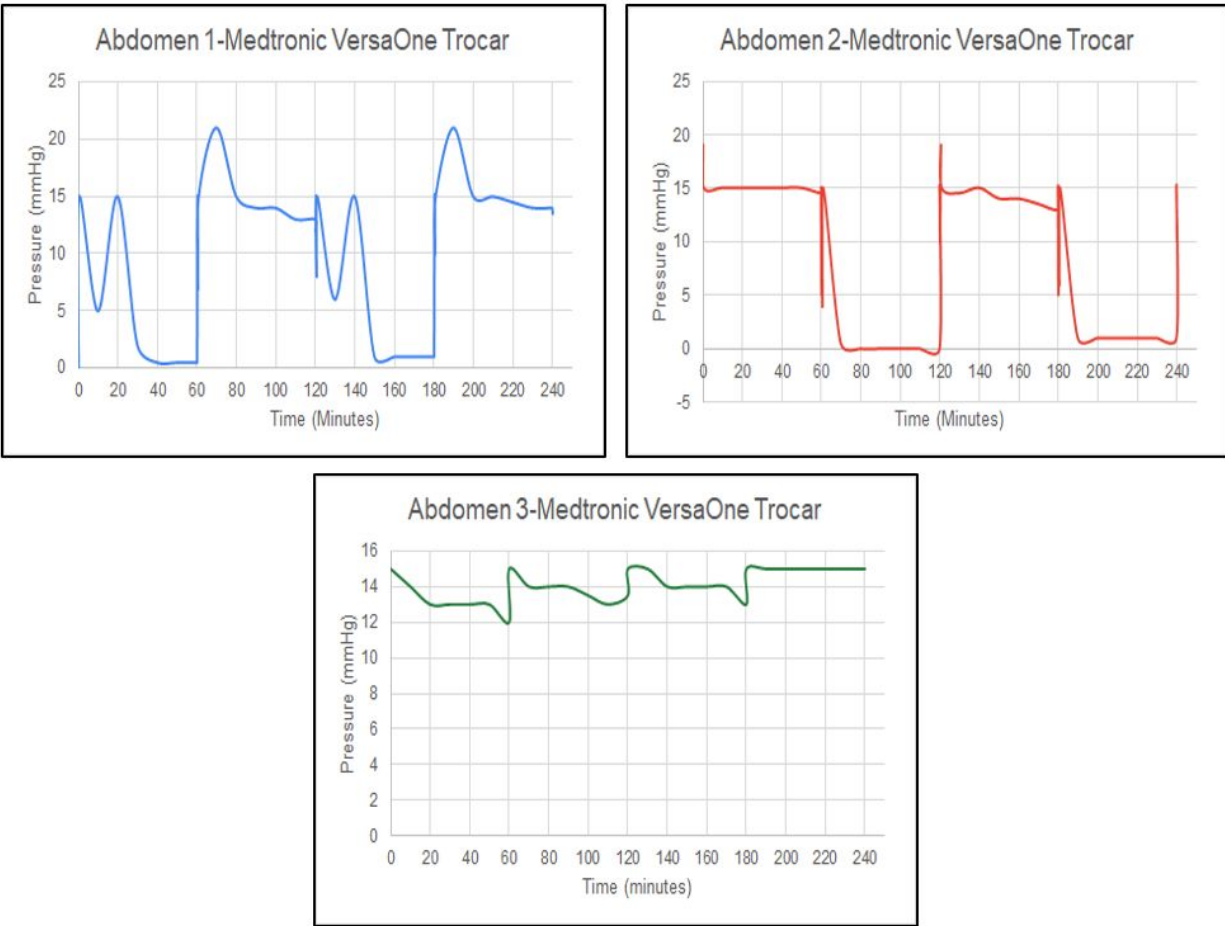 Abdomen 1-Medtronic VersaOne Trocar
25
20
15
10
5
0
Pressure (mmHg)
0 20 40 60 80 100 120 140 160 180 200 220 240
Time (Minutes)
Abdomen 2-Medtronic VersaOne Trocar
25
20
15
10
5
0
-5
Pressure (mmHg)
0 20 40 60 80 100 120 140 160 180 200 220 240
Time (Minutes)
Abdomen 3-Medtronic VersaOne Trocar
16
14
12
10
8
6
4
2
0
Pressure (mmHg)
0 20 40 60 80 100 120 140 160 180 200 220 240
Time (minutes)